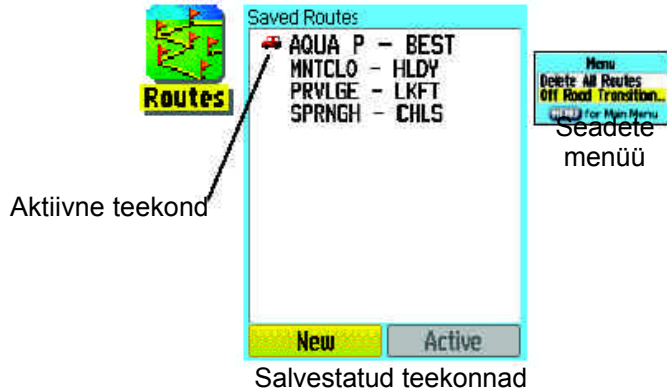 Routes
Saved Routes
AQUA P – BEST
MNTCLO – HLDY
PRVLGE – LKFT
SPRNGH – CHLS
New
Active
Menu
Delete All Routes
Off Road Transition...
MENU for Main Menu
Seadete
menüü
Aktiivne teekond
Salvestatud teekonnad